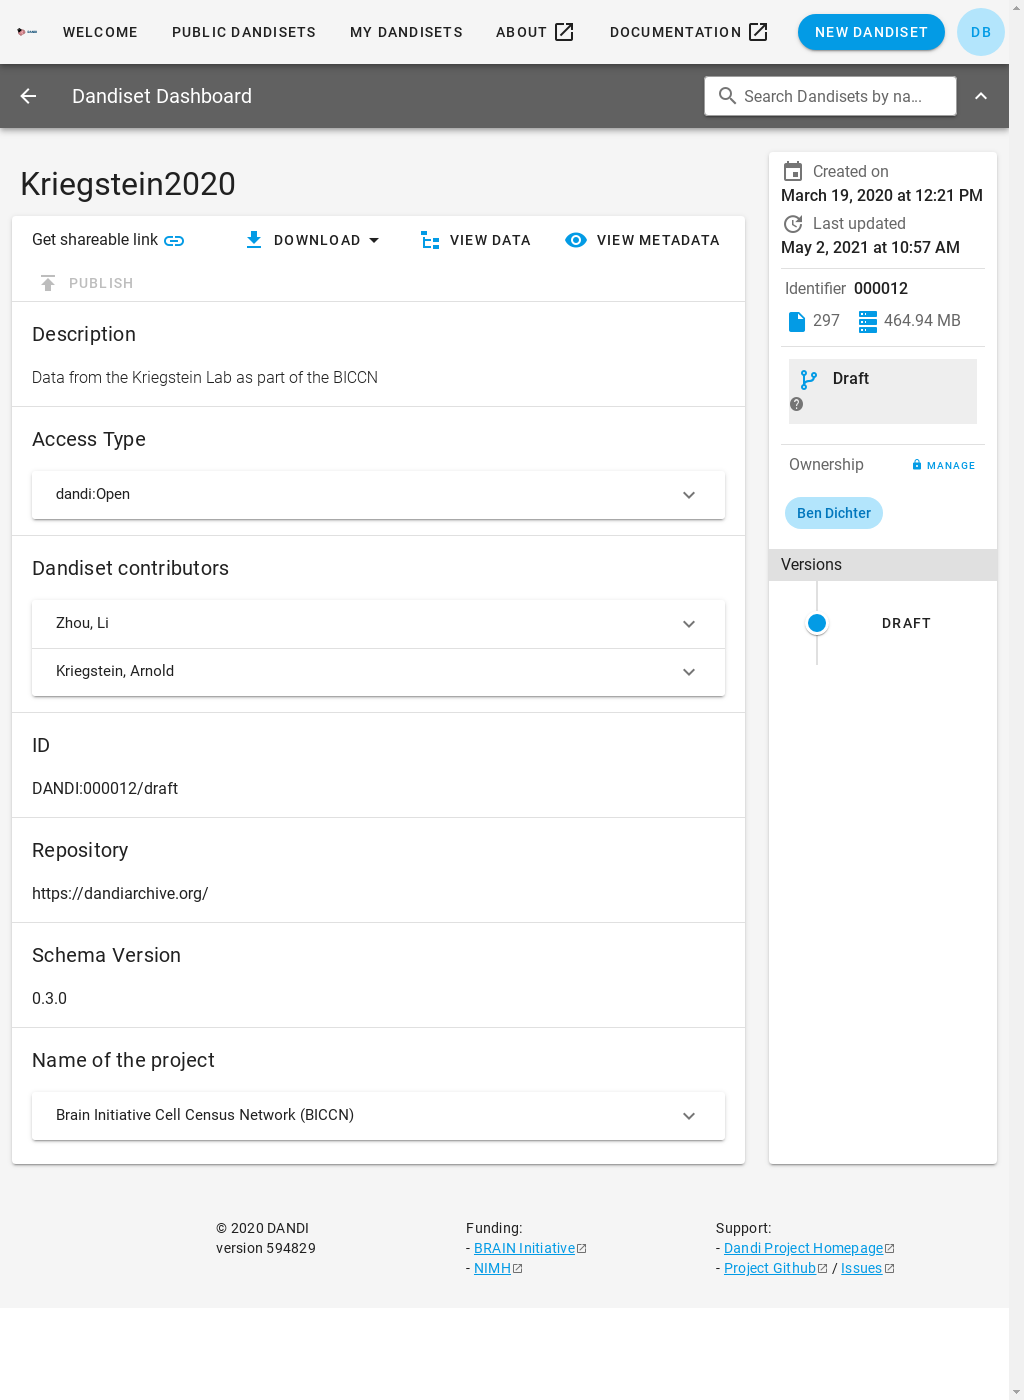 WELCOME PUBLIC DANDISETS MY DANDISETS ABOUT DOCUMENTATION NEW DANDISET DB
Dandiset Dashboard Search Dandisets by na...
Kriegstein2020
Get shareable link DOWNLOAD VIEW DATA VIEW METADATA
PUBLISH
Description
Data from the Kriegstein Lab as part of the BICCN
Access Type
dandi:Open
Dandiset contributors
Zhou, Li
Kriegstein, Arnold
ID
DANDI:000012/draft
Repository
https://dandiarchive.org/
Schema Version
0.3.0
Name of the project
Brain Initiative Cell Census Network (BICCN)
Created on
March 19, 2020 at 12:21 PM
Last updated
May 2, 2021 at 10:57 AM
Identifier 000012
297 464.94 MB
Draft
Ownership MANAGE
Ben Dichter
Versions
DRAFT
© 2020 DANDI
version 594829
Funding:
- BRAIN Initiative
- NIMH
Support:
- Dandi Project Homepage
- Project Github / Issues